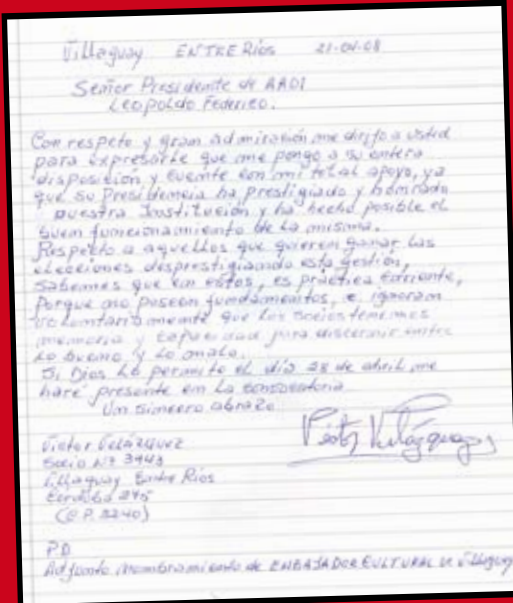 Villaguay ENTRE Ríos 21-04-08
Señor Presidente de AADI
Leopoldo Federico.
Con respeto y gran admiración me dirijo a usted
para expresarle que me pongo a su entera
disposición y cuente con mi total apoyo, ya
que su Presidencia ha prestigiado y honrado
nuestra Institución y ha hecho posible el
buen funcionamiento de la misma.
Respecto a aquellos que quieren ganar las
elecciones desprestigiando esta gestión,
sabemos que en estos, es práctica corriente,
porque no poseen fundamentos, e ignoran
voluntariamente que los socios tenemos
memoria y capacidad para discernir entre
lo bueno y lo malo.
Si Dios lo permite el día 28 de abril me
haré presente en la convocatoria
Un sincero abrazo
Víctor Velázquez
Víctor Velázquez
Socio Nº 3443
Villaguay Entre Ríos
Córdoba 275
(C.P. 3240)
PD
Adjunto nombramiento de EMBAJADOR CULTURAL de Villaguay